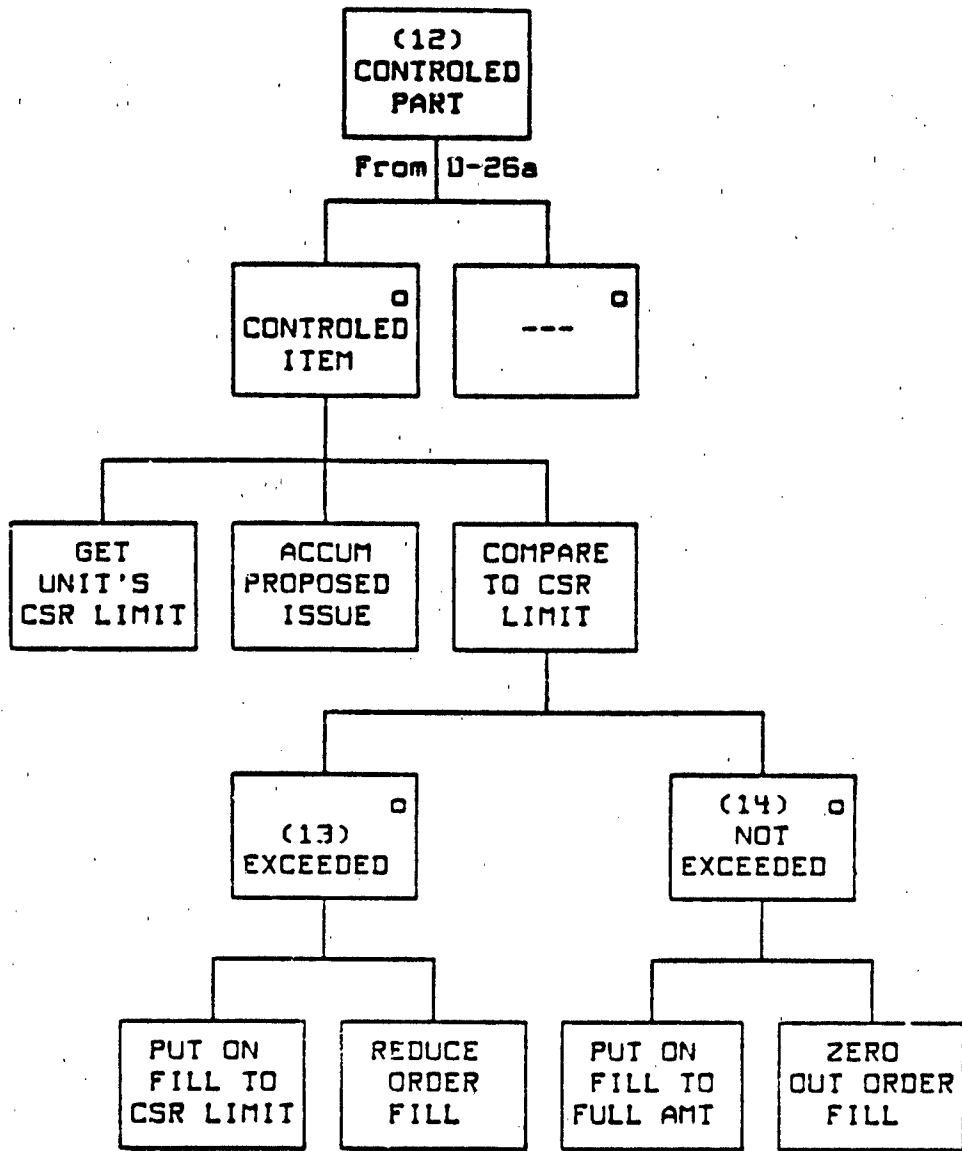 (12)
CONTROLED
PART
From D-26a
o
CONTROLED
ITEM
o
---
GET
UNIT'S
CSR LIMIT
ACCUM
PROPOSED
ISSUE
COMPARE
TO CSR
LIMIT
o
(13)
EXCEEDED
(14) o
NOT
EXCEEDED
PUT ON
FILL TO
CSR LIMIT
REDUCE
ORDER
FILL
PUT ON
FILL TO
FULL AMT
ZERO
OUT ORDER
FILL